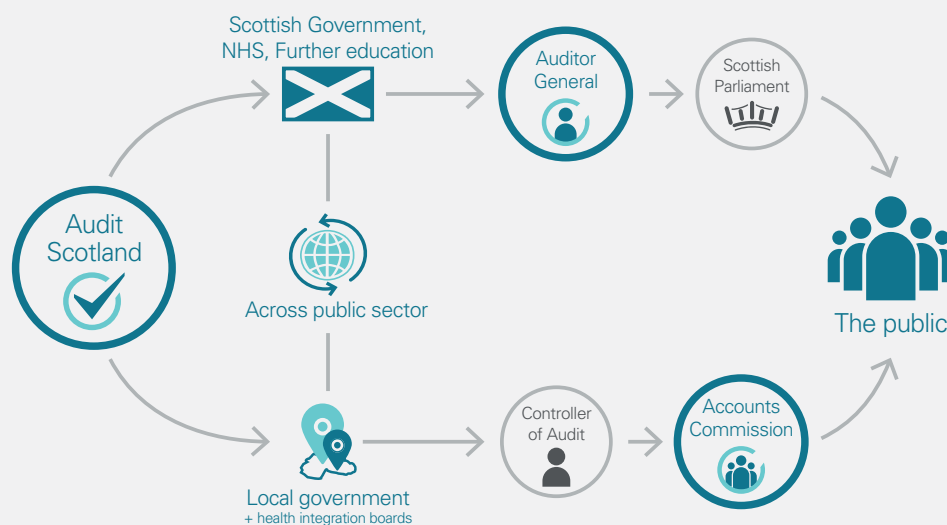 Scottish Government,
NHS, Further education
Auditor
General
Scottish
Parliament
Audit
Scotland
Across public sector
The public
Controller
of Audit
Accounts
Commission
Local government
+ health integration boards